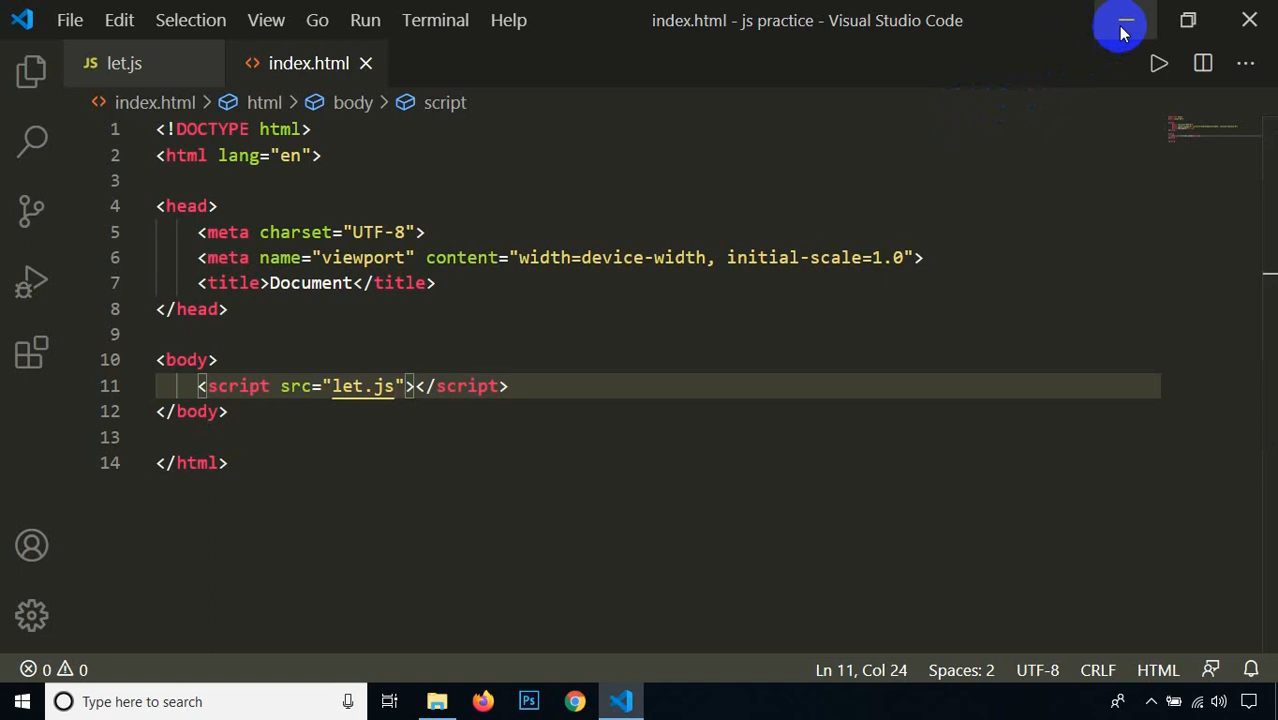 File Edit Selection View Go Run Terminal Help index.html - js practice - Visual Studio Code
JS let.js <> index.html
<> index.html > html > body > script
1 <!DOCTYPE html>
2 <html lang="en">
3
4 <head>
5 <meta charset="UTF-8">
6 <meta name="viewport" content="width=device-width, initial-scale=1.0">
7 <title>Document</title>
8 </head>
9
10 <body>
11 <script src="let.js"></script>
12 </body>
13
14 </html>
0 0 Ln 11, Col 24 Spaces: 2 UTF-8 CRLF HTML
Type here to search Ps